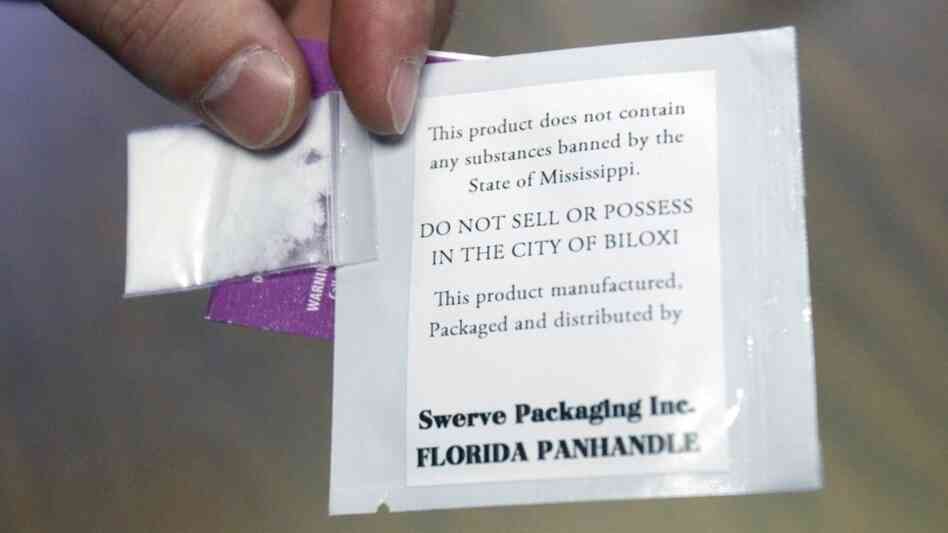 This product does not contain
any substances banned by the
State of Mississippi.
DO NOT SELL OR POSSESS
IN THE CITY OF BILOXI
This product manufactured,
Packaged and distributed by
Swerve Packaging Inc.
FLORIDA PANHANDLE